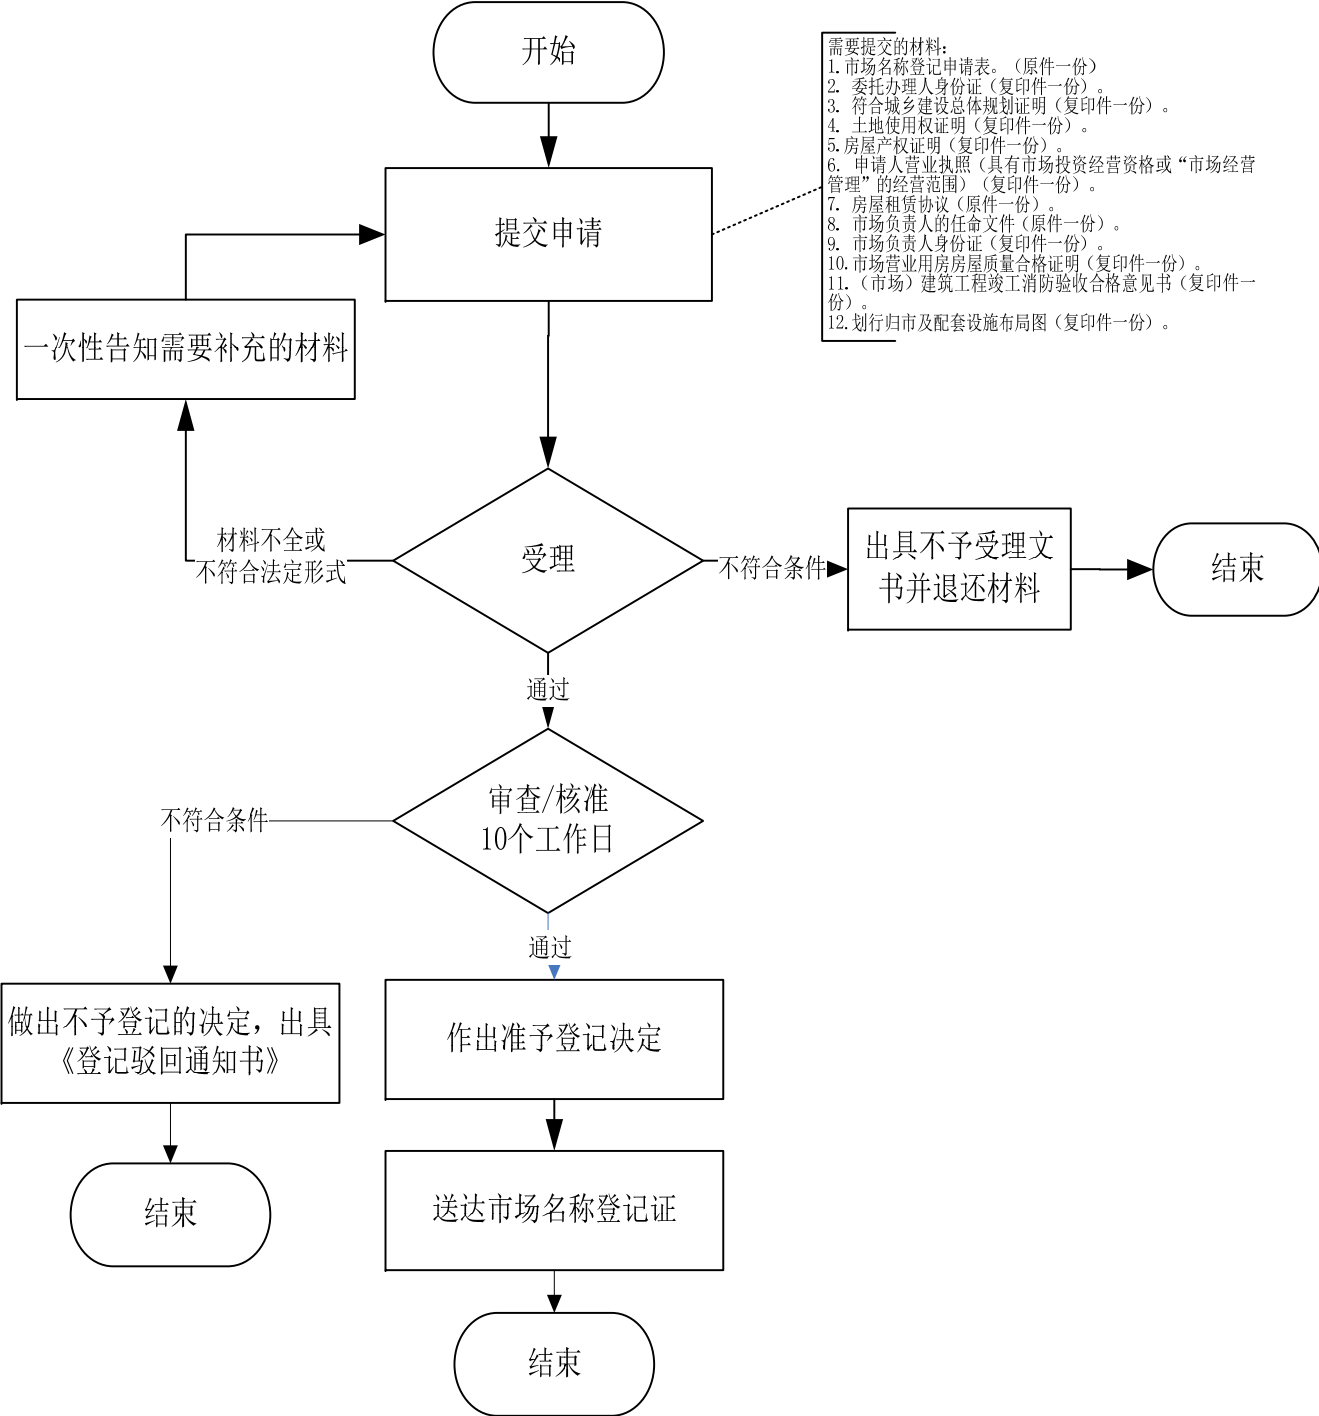 开始
需要提交的材料：
1.市场名称登记申请表。（原件一份）
2. 委托办理人身份证（复印件一份）。
3. 符合城乡建设总体规划证明（复印件一份）。
4. 土地使用权证明（复印件一份）。
5.房屋产权证明（复印件一份）。
6. 申请人营业执照（具有市场投资经营资格或“市场经营
管理”的经营范围）（复印件一份）。
7. 房屋租赁协议（原件一份）。
8. 市场负责人的任命文件（原件一份）。
9. 市场负责人身份证（复印件一份）。
10.市场营业用房房屋质量合格证明（复印件一份）。
11.（市场）建筑工程竣工消防验收合格意见书（复印件一
份）。
12.划行归市及配套设施布局图（复印件一份）。
提交申请
一次性告知需要补充的材料
材料不全或
不符合法定形式
受理
不符合条件
出具不予受理文
书并退还材料
结束
通过
审查/核准
10个工作日
不符合条件
通过
做出不予登记的决定，出具
《登记驳回通知书》
作出准予登记决定
送达市场名称登记证
结束
结束